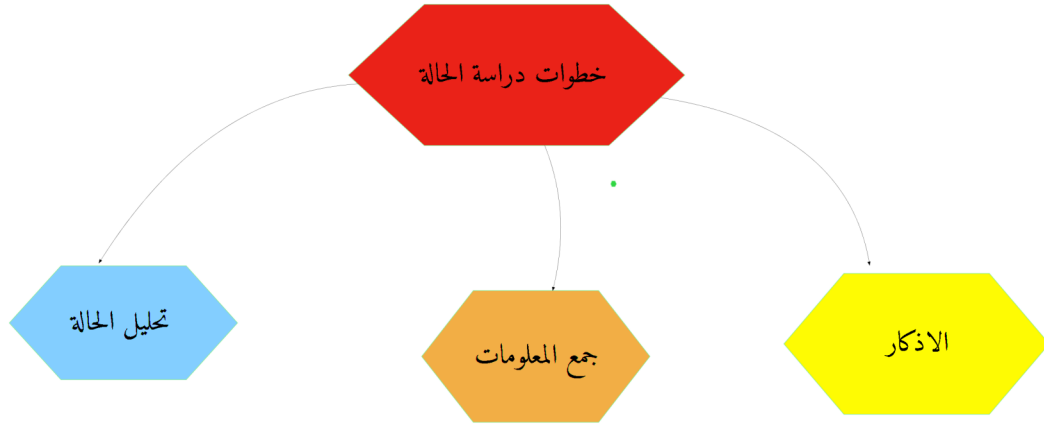 خطوات دراسة الحالة
الاذكار
جمع المعلومات
تحليل الحالة